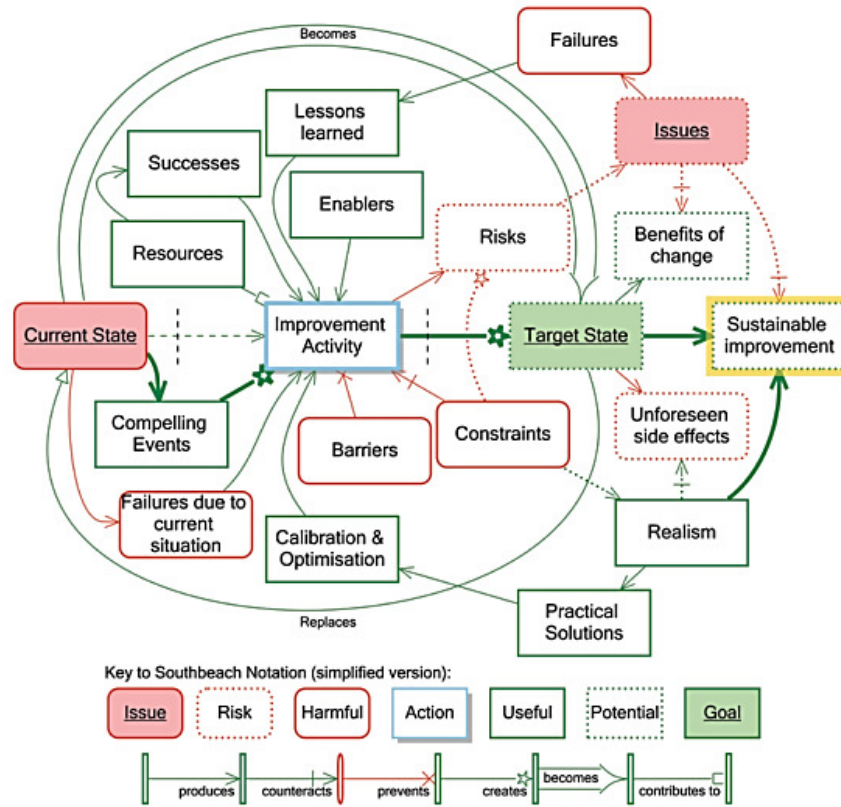 Becomes
Failures
Lessons
learned
Issues
Successes
Enablers
Risks
Benefits of
change
Resources
Current State
Improvement
Activity
Target State
Sustainable
improvement
Compelling
Events
Barriers
Constraints
Unforeseen
side effects
Failures due to
current
situation
Calibration &
Optimisation
Realism
Practical
Solutions
Replaces
Key to Southbeach Notation (simplified version):
Issue
Risk
Harmful
Action
Useful
Potential
Goal
produces
counteracts
prevents
creates
becomes
contributes to